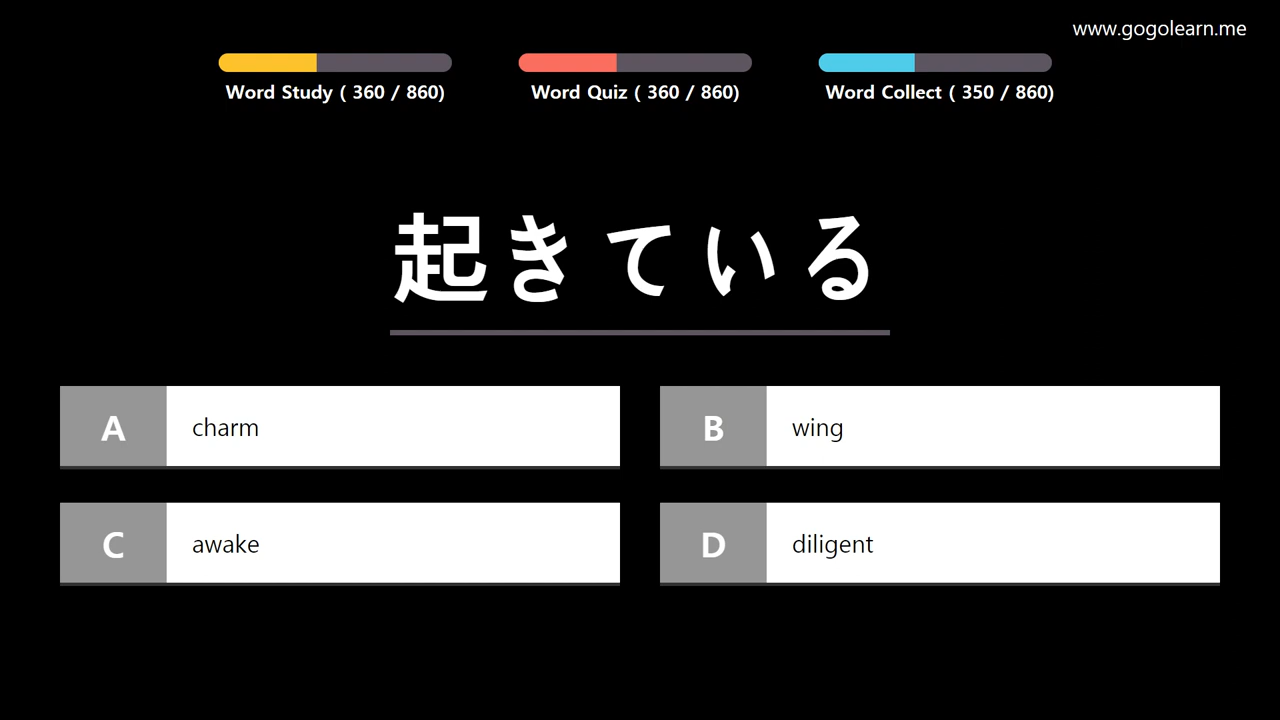 www.gogolearn.me
Word Study ( 360 / 860)
Word Quiz ( 360 / 860)
Word Collect ( 350 / 860)
起きている
A charm
B wing
C awake
D diligent